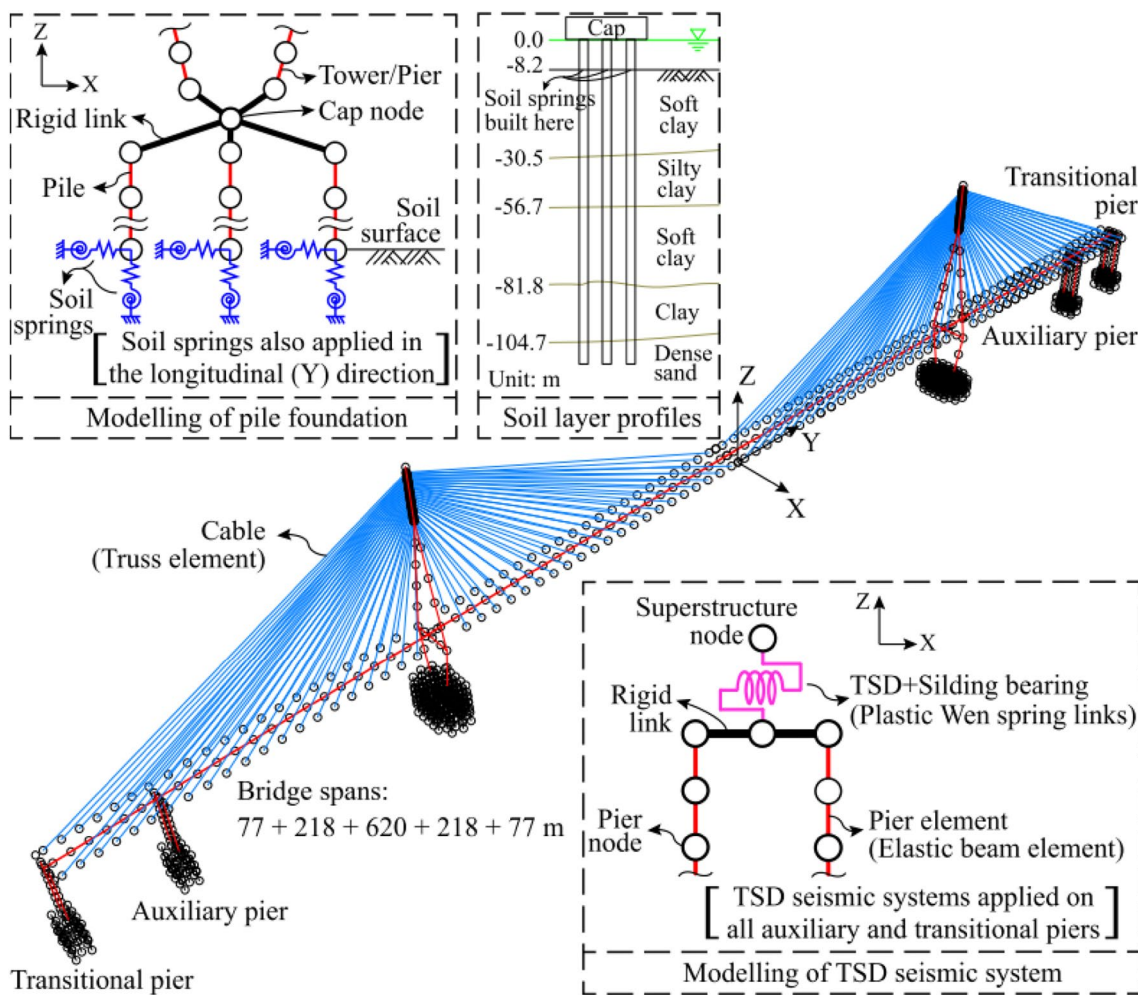 Z
X
Tower/Pier
Cap node
Rigid link
Pile
Soil
surface
Soil
springs
[ Soil springs also applied in
the longitudinal (Y) direction ]
Modelling of pile foundation
Cap
0.0
-8.2
Soil springs
built here
Soft
clay
-30.5
Silty
clay
-56.7
Soft
clay
-81.8
Clay
-104.7
Dense
sand
Unit: m
Soil layer profiles
Transitional
pier
Auxiliary pier
Z
Y
X
Cable
(Truss element)
Bridge spans:
77 + 218 + 620 + 218 + 77 m
Auxiliary pier
Transitional pier
Superstructure
node
Z
X
Rigid
link
TSD+Silding bearing
(Plastic Wen spring links)
Pier
node
Pier element
(Elastic beam element)
[ TSD seismic systems applied on
all auxiliary and transitional piers ]
Modelling of TSD seismic system